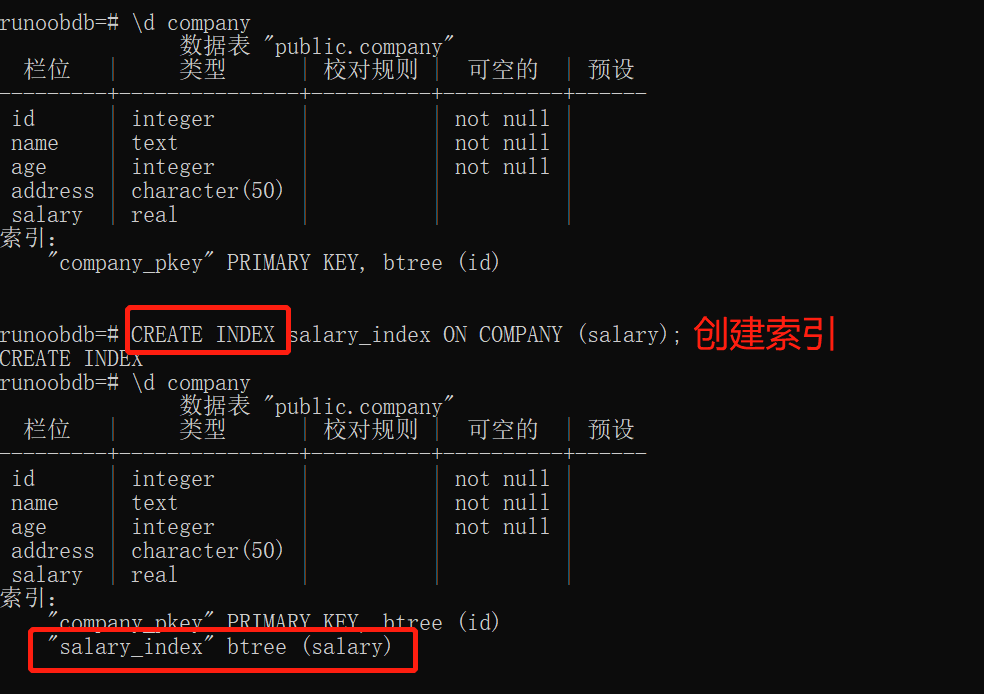 runoobdb=# \d company
数据表 "public.company"
栏位 | 类型 | 校对规则 | 可空的 | 预设
---------+---------------+----------+----------+------
id | integer | | not null |
name | text | | not null |
age | integer | | not null |
address | character(50) | | |
salary | real | | |
索引:
"company_pkey" PRIMARY KEY, btree (id)
runoobdb=# CREATE INDEX salary_index ON COMPANY (salary); 创建索引
CREATE INDEX
runoobdb=# \d company
数据表 "public.company"
栏位 | 类型 | 校对规则 | 可空的 | 预设
---------+---------------+----------+----------+------
id | integer | | not null |
name | text | | not null |
age | integer | | not null |
address | character(50) | | |
salary | real | | |
索引:
"company_pkey" PRIMARY KEY, btree (id)
"salary_index" btree (salary)